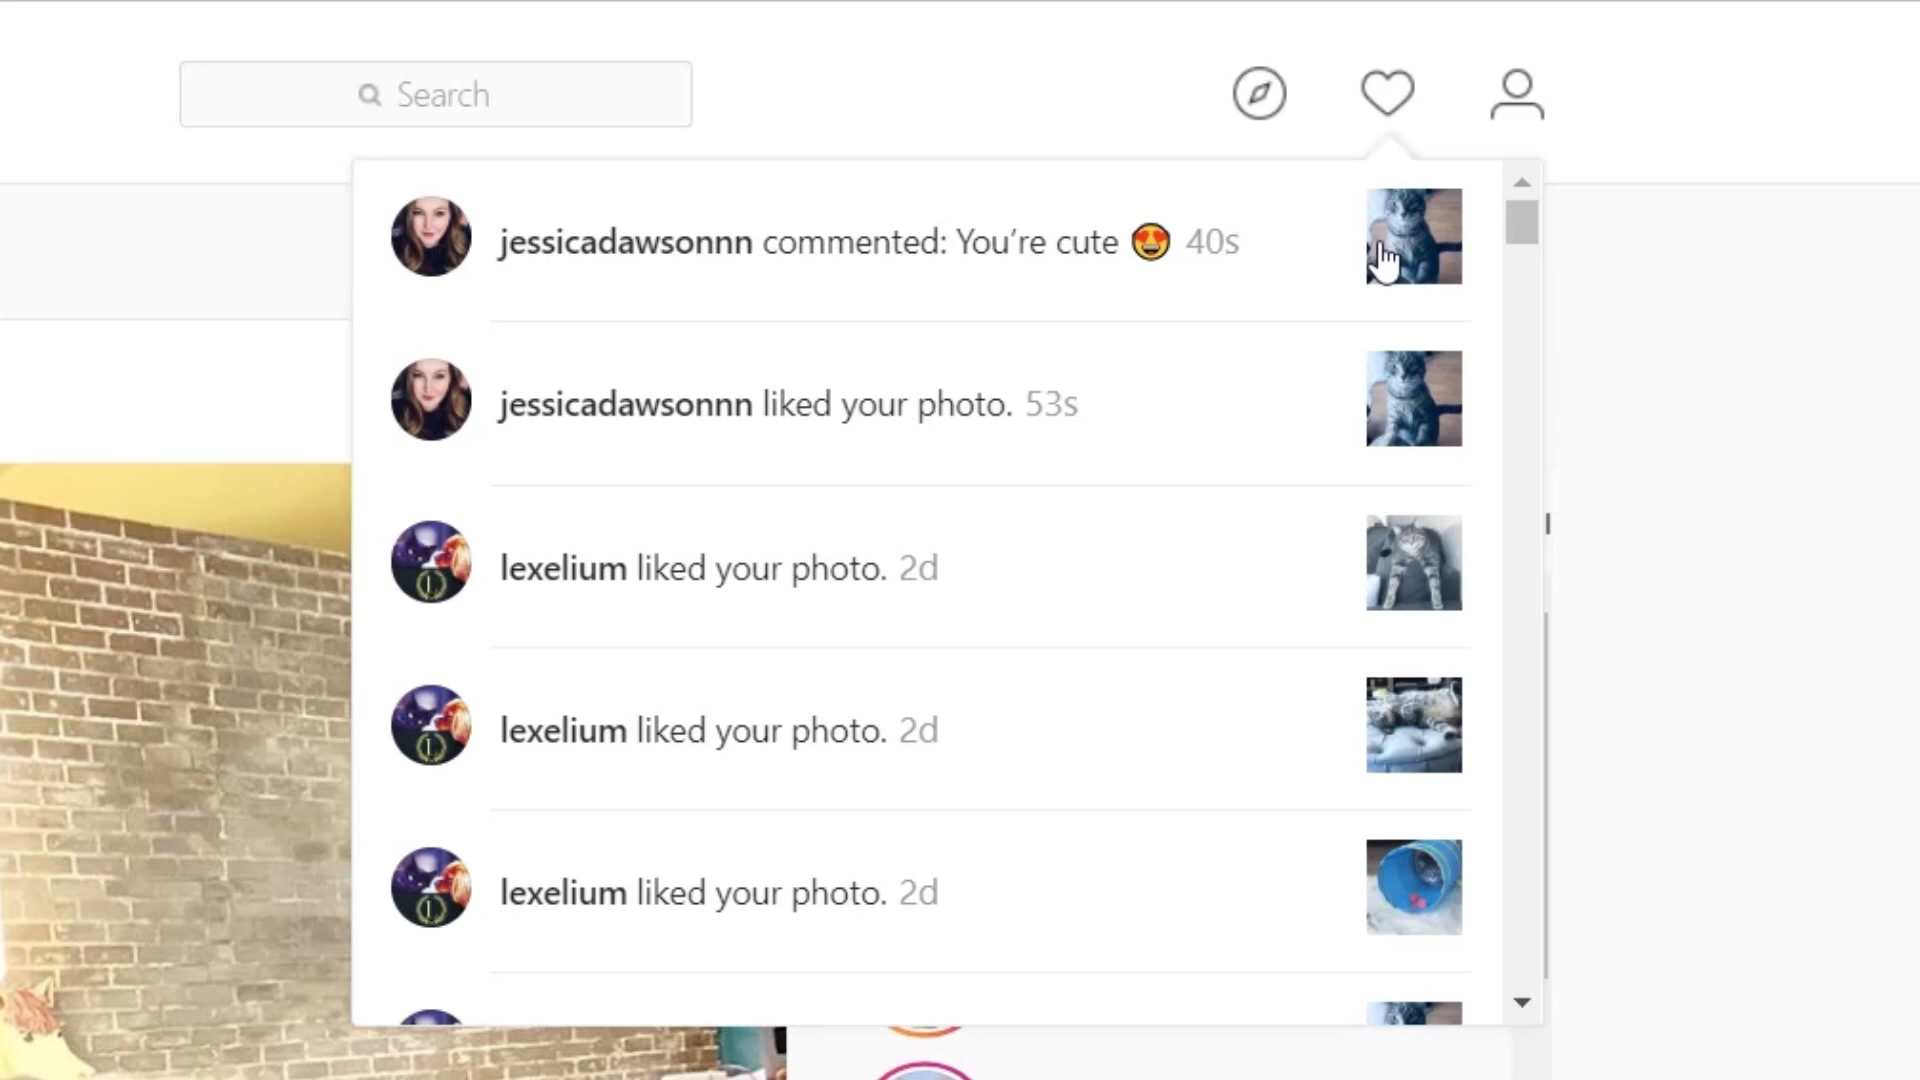 Search
jessicadawsonnn commented: You're cute 😍 40s
jessicadawsonnn liked your photo. 53s
lexelium liked your photo. 2d
lexelium liked your photo. 2d
lexelium liked your photo. 2d